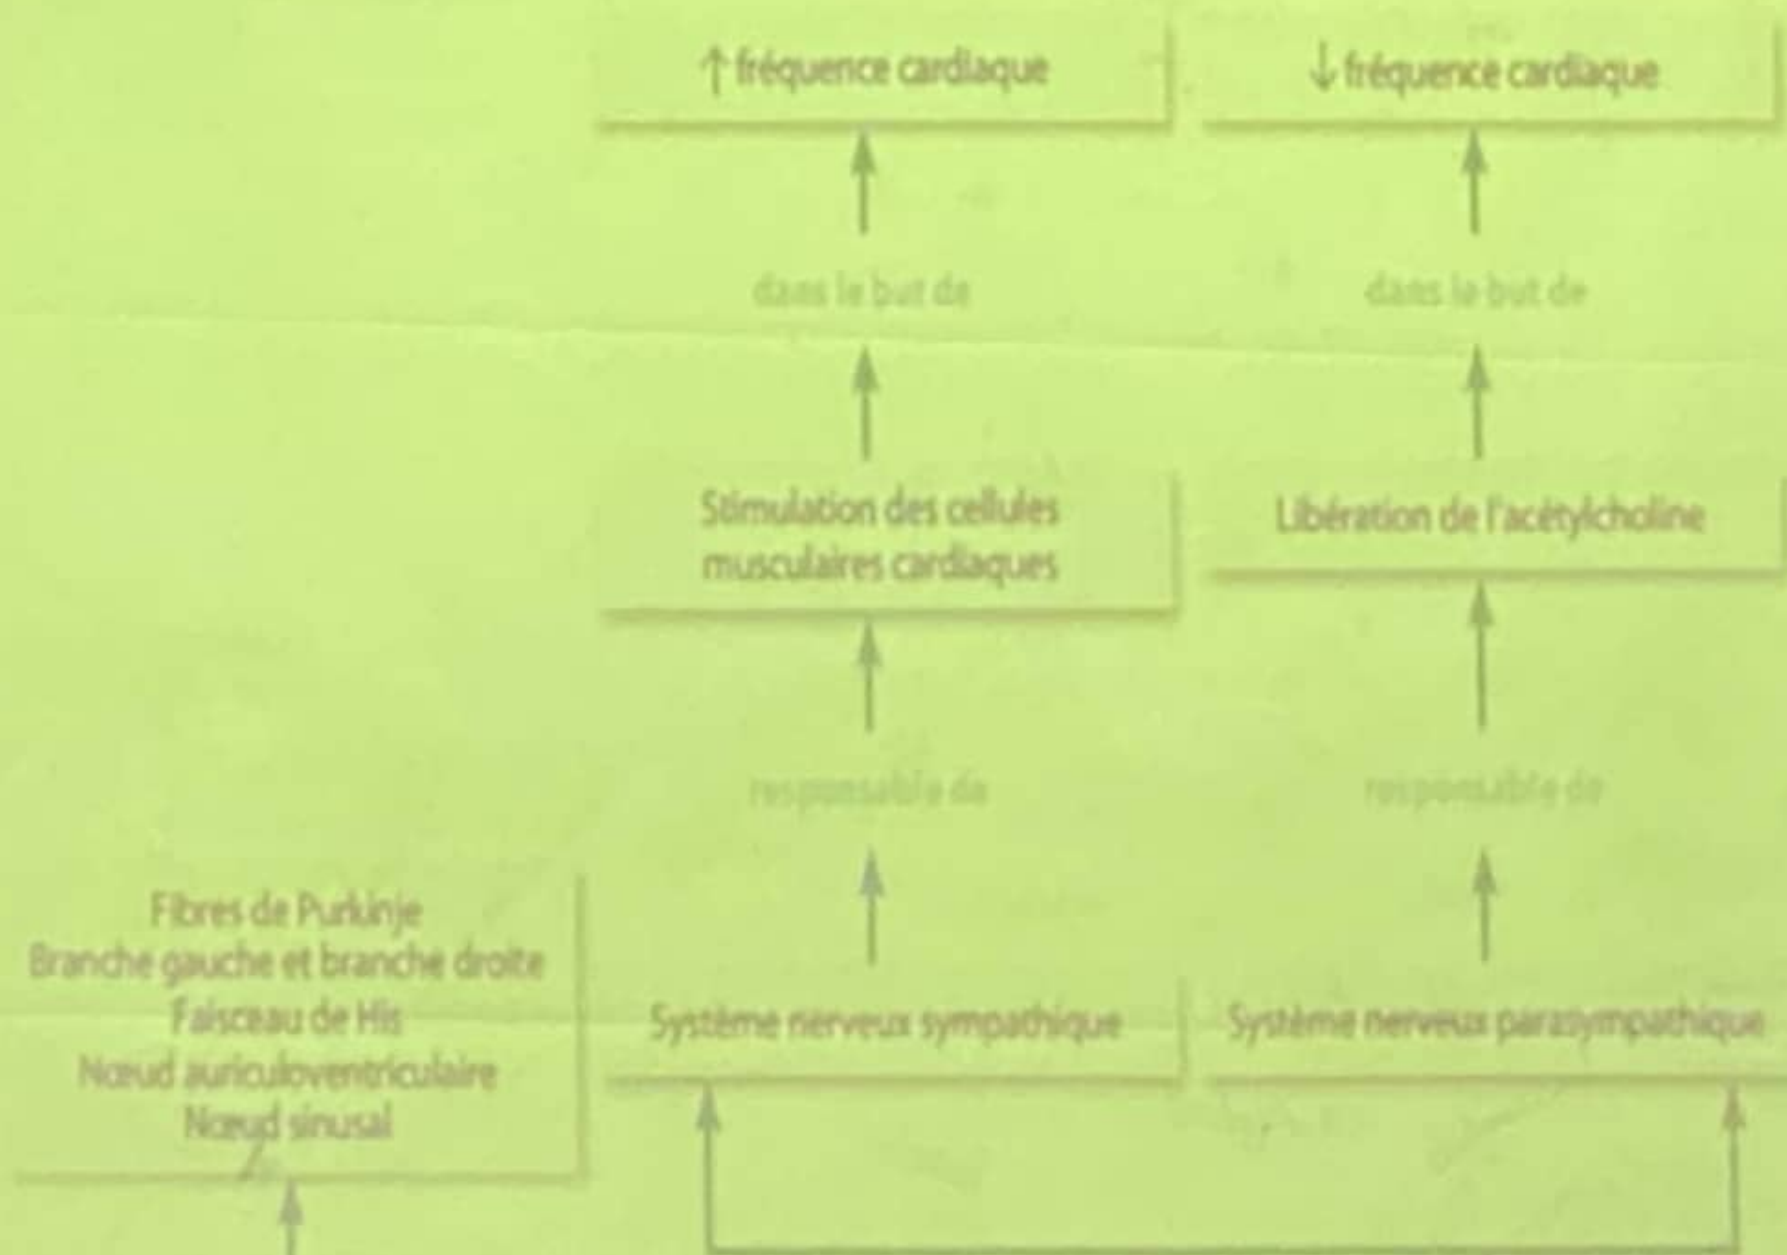 ↑ fréquence cardiaque
↓ fréquence cardiaque
dans le but de
dans le but de
Stimulation des cellules
musculaires cardiaques
Libération de l'acétylcholine
responsable de
responsable de
Fibres de Purkinje
Branche gauche et branche droite
Faisceau de His
Nœud auriculoventriculaire
Nœud sinusal
Système nerveux sympathique
Système nerveux parasympathique